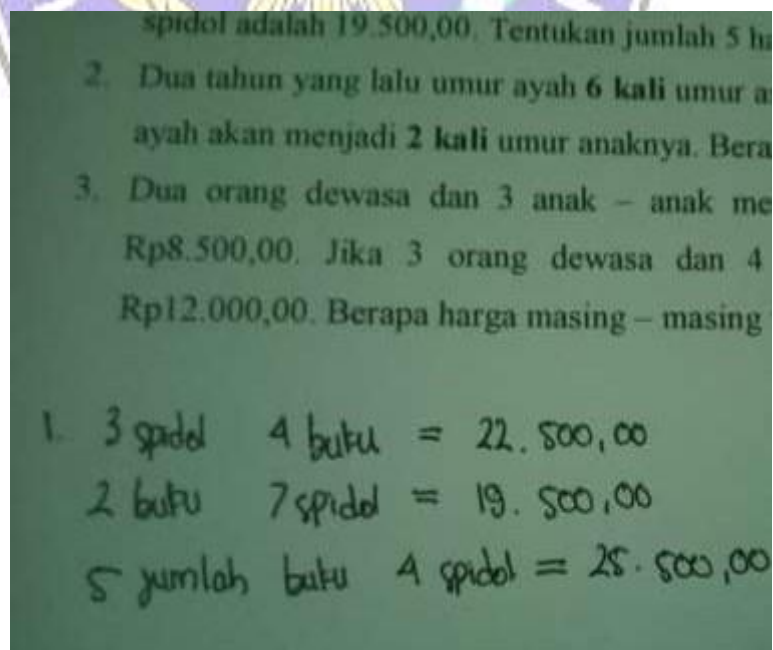 spidol adalah 19.500,00. Tentukan jumlah 5
2. Dua tahun yang lalu umur ayah 6 kali umur
ayah akan menjadi 2 kali umur anaknya.
3. Dua orang dewasa dan 3 anak – anak
Rp8.500,00. Jika 3 orang dewasa dan 4
Rp12.000,00. Berapa harga masing – masing
1. 3 spidol 4 buku = 22.500,00
2 buku 7 spidol = 19.500,00
5 jumlah buku 4 spidol = 25.500,00